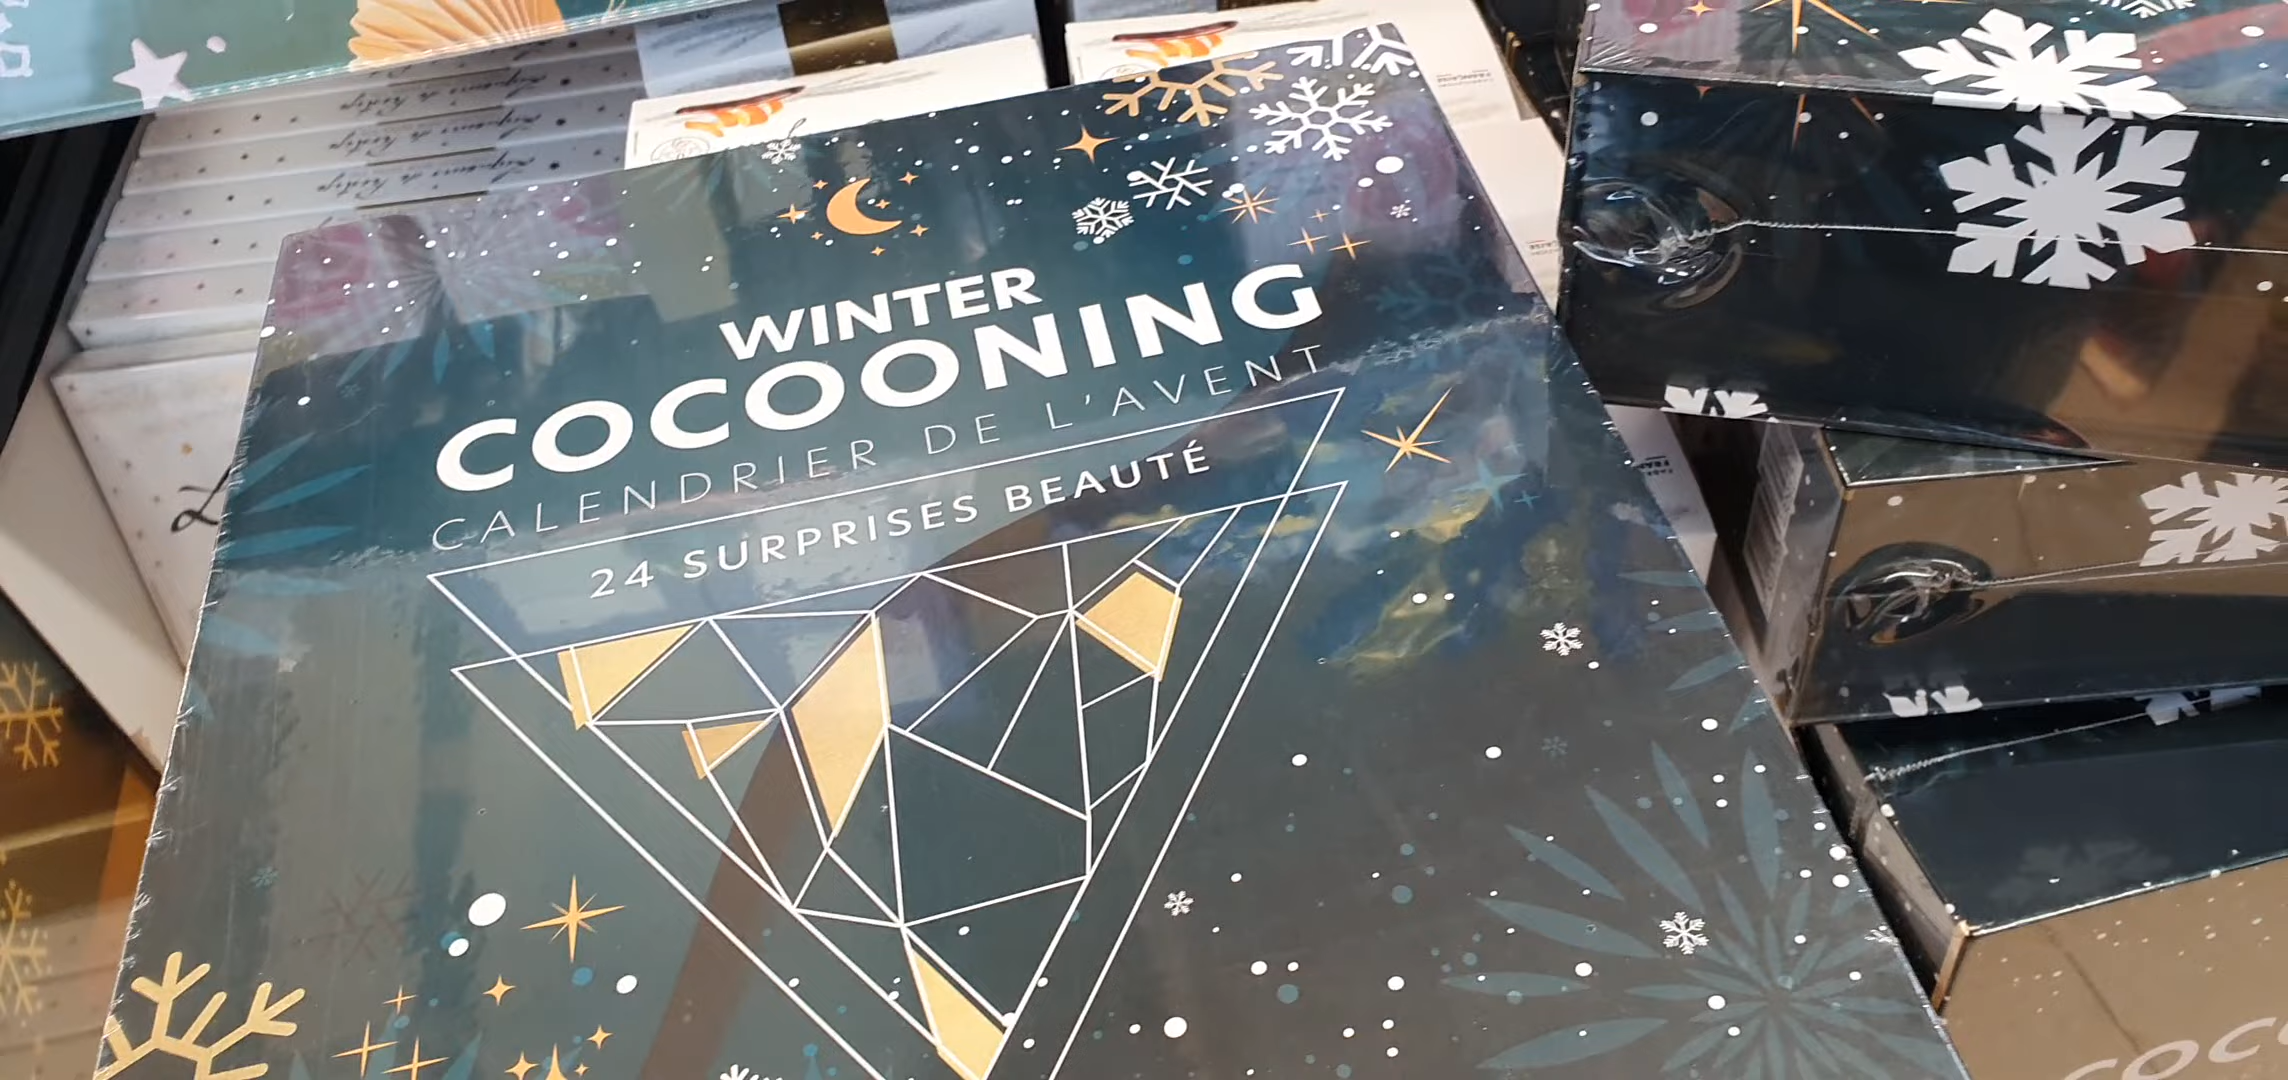 WINTER
COCOONING
CALENDRIER DE L'AVENT
24 SURPRISES BEAUTÉ